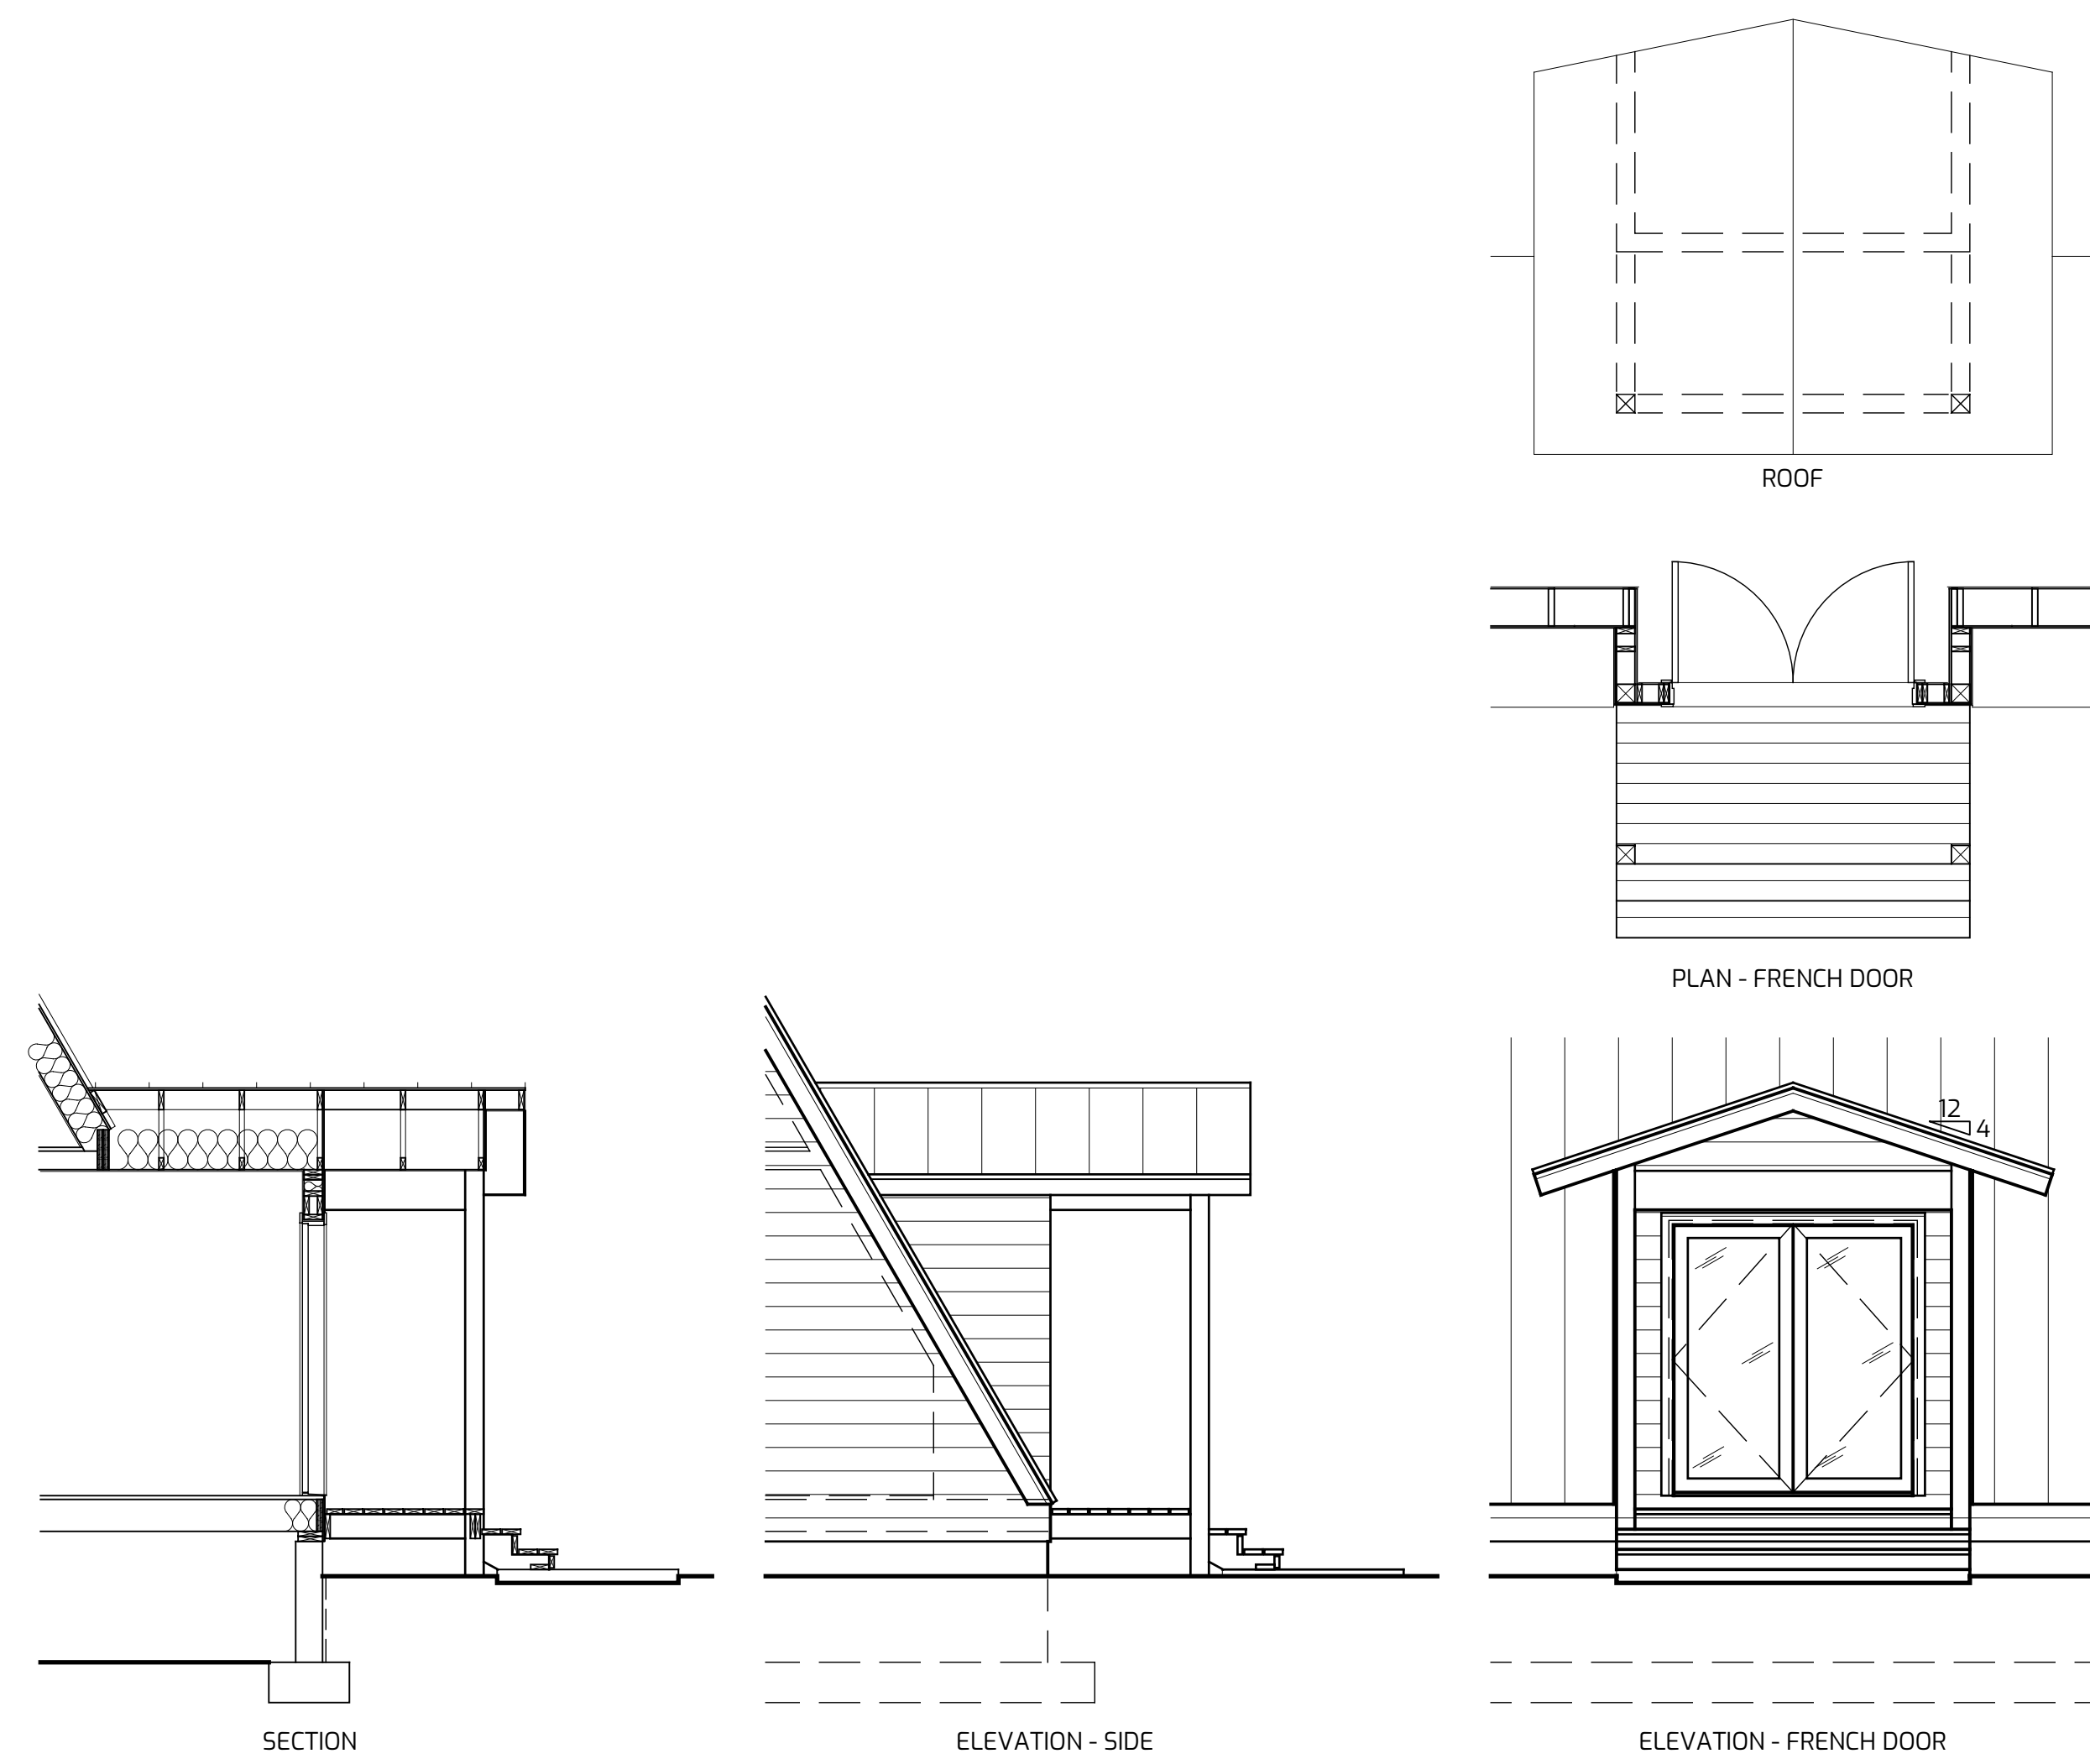 ROOF
PLAN - FRENCH DOOR
12
4
SECTION
ELEVATION - SIDE
ELEVATION - FRENCH DOOR